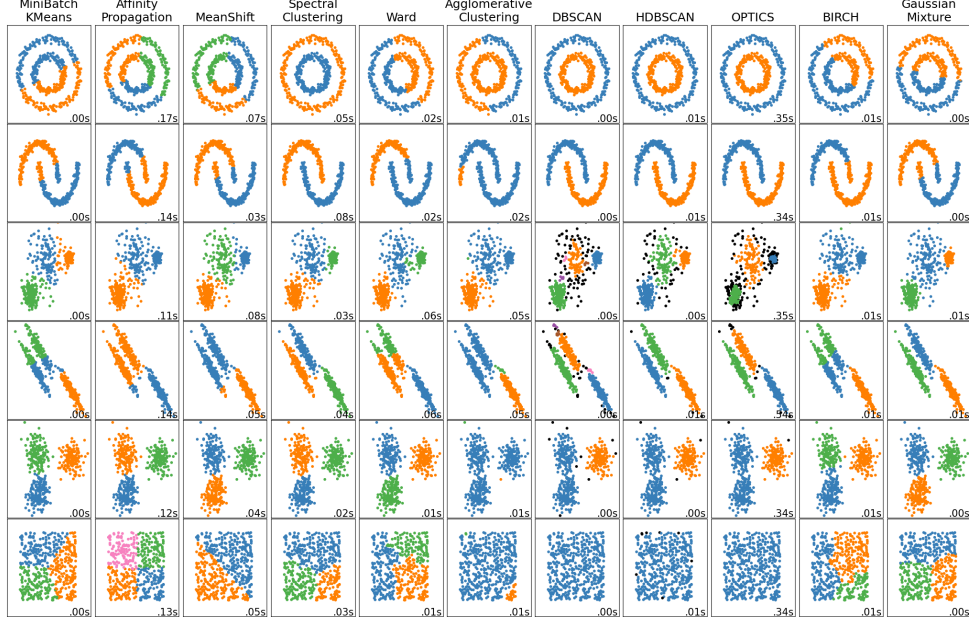 MiniBatch KMeans Affinity Propagation MeanShift Spectral Clustering Ward Agglomerative Clustering DBSCAN HDBSCAN OPTICS BIRCH Gaussian Mixture
.00s .17s .07s .05s .02s .01s .00s .01s .35s .01s .00s
.00s .14s .03s .08s .02s .02s .00s .01s .34s .01s .00s
.00s .11s .08s .03s .06s .05s .00s .00s .35s .01s .01s
.00s .14s .05s .04s .06s .05s .00s .01s .34s .01s .01s
.00s .12s .04s .02s .01s .01s .00s .00s .34s .01s .00s
.00s .13s .05s .03s .01s .01s .00s .01s .34s .01s .00s